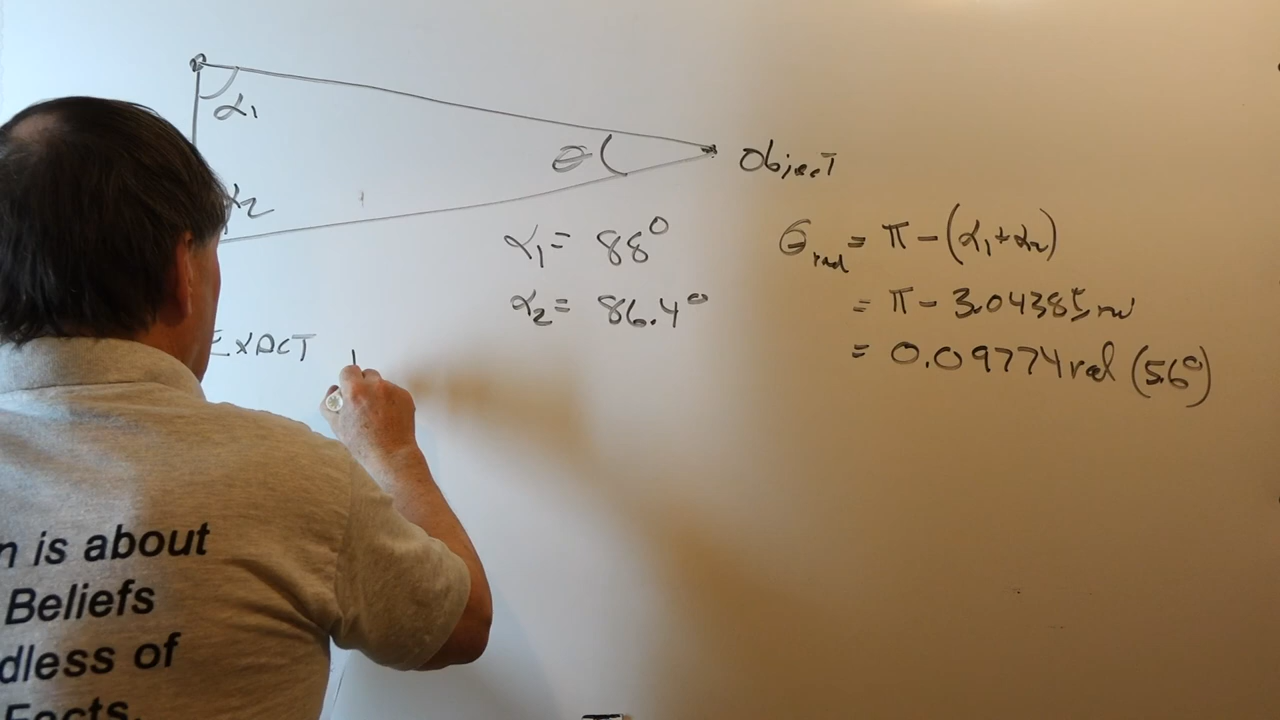 α₁
θ ( Object
α₂
α₁ = 88°
α₂ = 86.4°
θrad = π - (α₁ + α₂)
= π - 3.04385 rad
= 0.09774 rad (5.6°)
EXACT
n is about
Beliefs
dless of
Facts.